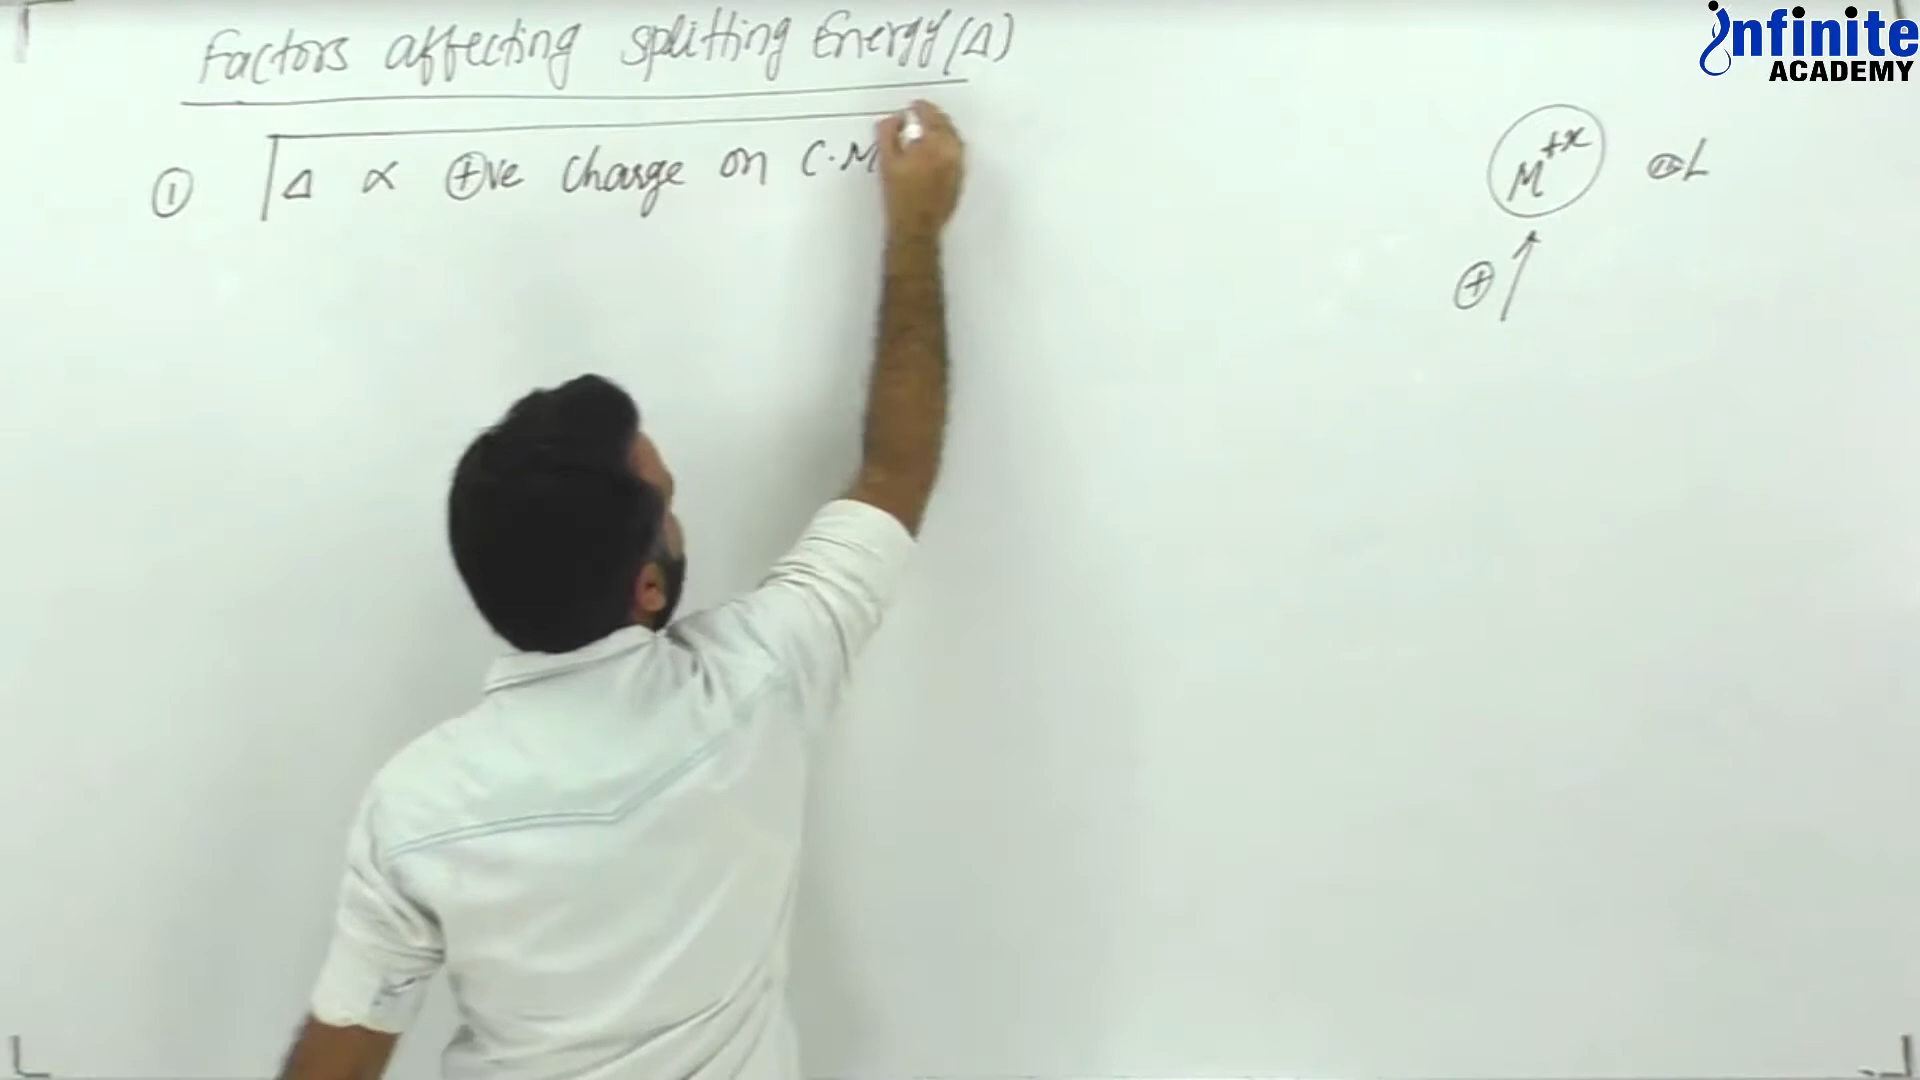 Factors affecting splitting Energy (Δ)
① Δ ∝ ⊕ve charge on C.M
M⁺ˣ ⊖L
⊕
infinite
ACADEMY